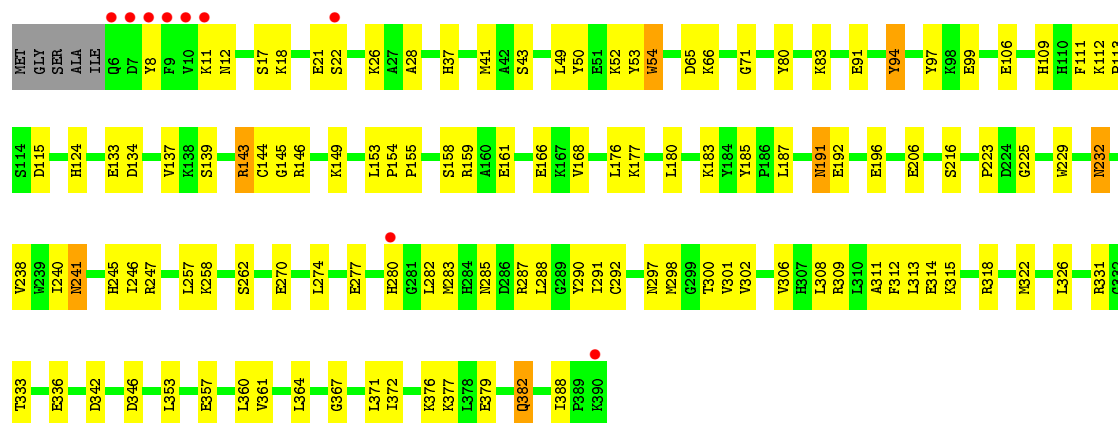 MET GLY SER ALA ILE Q6 D7 Y8 F9 V10 K11 N12 S17 K18 E21 S22 K26 A27 A28 H37 M41 A42 S43 L49 Y50 E51 K52 Y53 W54 D65 K66 G71 Y80 K83 E91 Y94 Y97 K98 E99 E106 H109 H110 F111 K112 P113
S114 D115 H124 E133 D134 V137 K138 S139 R143 C144 G145 R146 K149 L153 P154 P155 S158 R159 A160 E161 E166 K167 V168 L176 K177 L180 K183 Y184 Y185 P186 L187 N191 E192 E196 E206 S216 P223 D224 G225 W229 N232
V238 W239 I240 N241 H245 I246 R247 L257 K258 S262 E270 L274 E277 H280 G281 L282 M283 H284 N285 D286 R287 L288 G289 Y290 I291 C292 N297 M298 G299 T300 V301 V302 V306 H307 L308 R309 L310 A311 F312 L313 E314 K315 R318 M322 L326 R331
T333 E336 D342 D346 L353 E357 L360 V361 L364 G367 L371 I372 K376 K377 L378 E379 Q382 I388 P389 K390